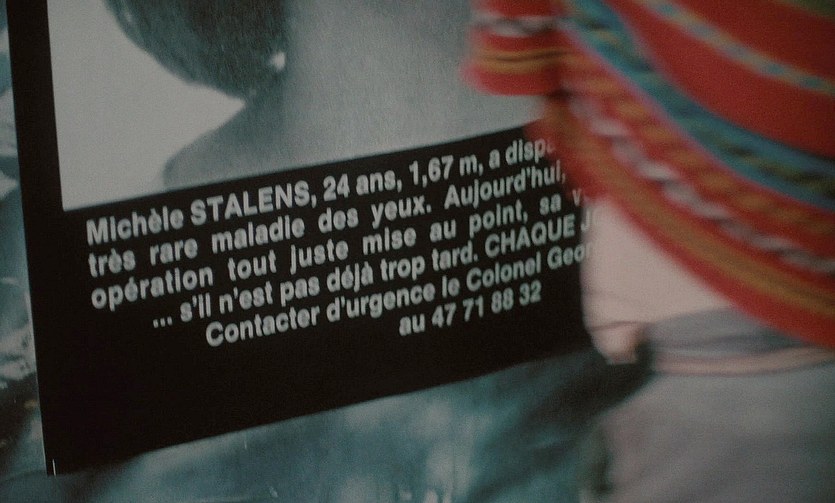 Michèle STALENS, 24 ans, 1,67 m, a
très rare maladie des yeux. Aujourd'hui,
opération tout juste mise au point, sa
... s'il n'est pas déjà trop tard. CHAQUE
Contacter d'urgence le Colonel
au 47 71 88 32